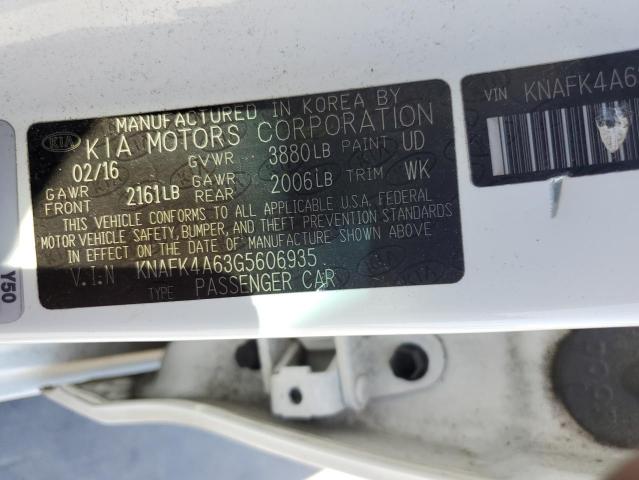 MANUFACTURED IN KOREA BY
KIA KIA MOTORS CORPORATION
02/16 GVWR 3880LB PAINT UD
GAWR FRONT 2161LB GAWR REAR 2006LB TRIM WK
THIS VEHICLE CONFORMS TO ALL APPLICABLE U.S.A. FEDERAL
MOTOR VEHICLE SAFETY, BUMPER, AND THEFT PREVENTION STANDARDS
IN EFFECT ON THE DATE OF MANUFACTURE SHOWN ABOVE
V.I.N KNAFK4A63G5606935
TYPE PASSENGER CAR
VIN KNAFK4A6
Y50